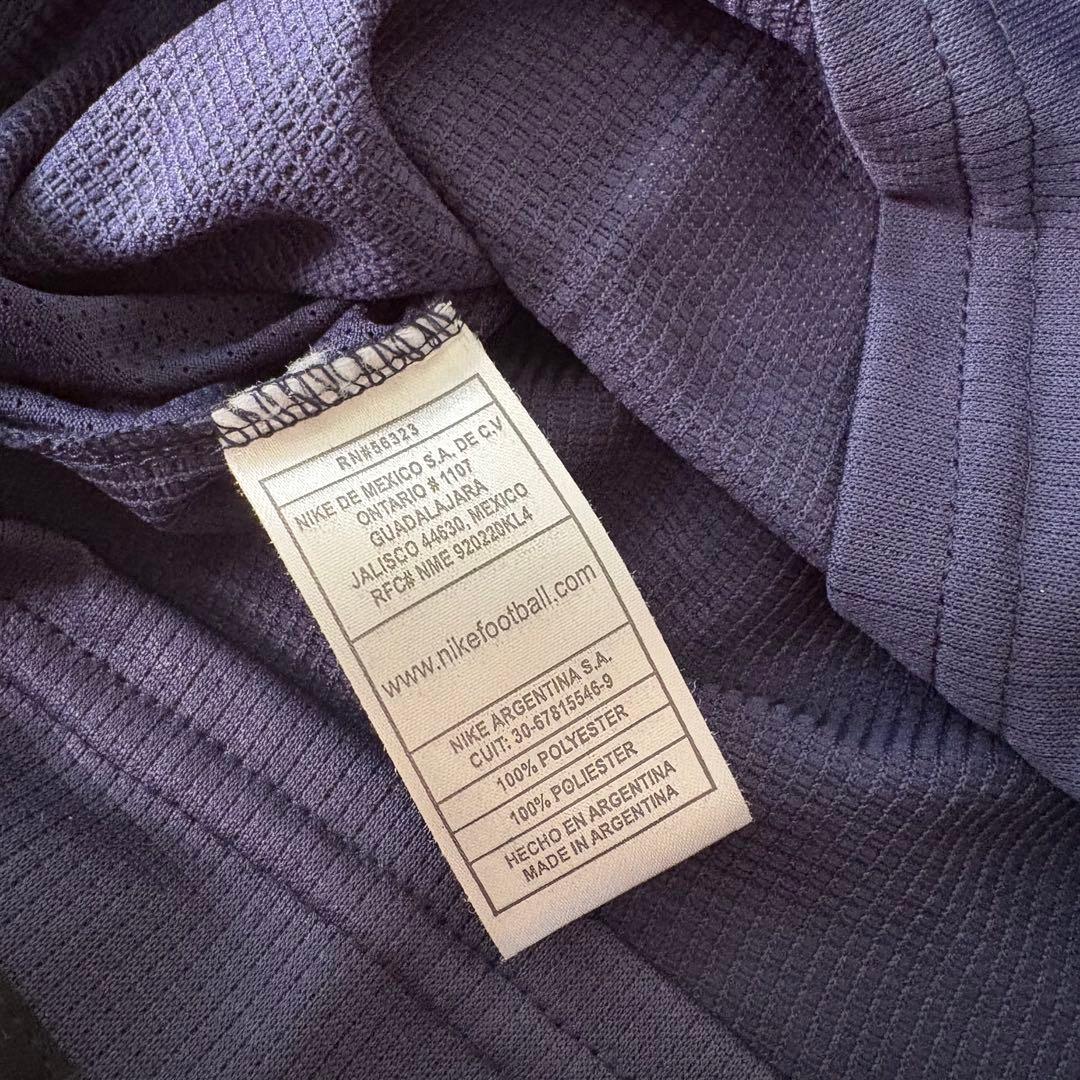 RN#56323
NIKE DE MEXICO S.A. DE C.V
ONTARIO # 1107
GUADALAJARA
JALISCO 44630, MEXICO
RFC# NME 920220KL4
www.nikefootball.com
NIKE ARGENTINA S.A.
CUIT: 30-67815546-9
100% POLYESTER
100% POLIESTER
HECHO EN ARGENTINA
MADE IN ARGENTINA